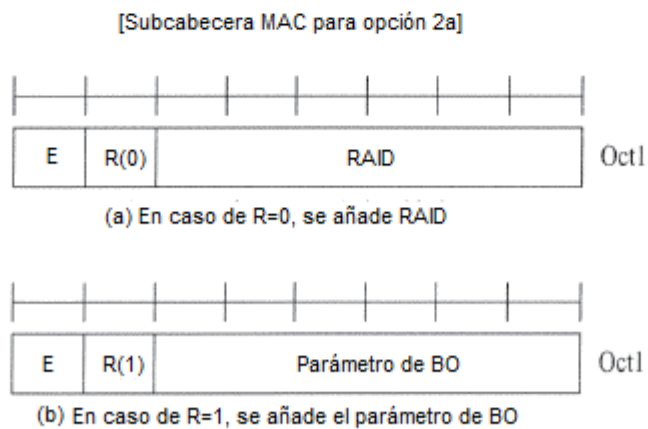 [Subcabecera MAC para opción 2a]
E R(0) RAID Oct1
(a) En caso de R=0, se añade RAID
E R(1) Parámetro de BO Oct1
(b) En caso de R=1, se añade el parámetro de BO